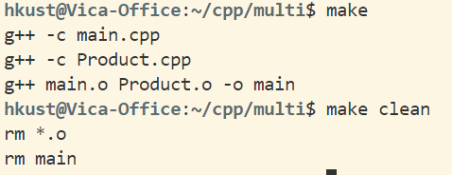 hkust@Vica-Office:~/cpp/multi$ make
g++ -c main.cpp
g++ -c Product.cpp
g++ main.o Product.o -o main
hkust@Vica-Office:~/cpp/multi$ make clean
rm *.o
rm main